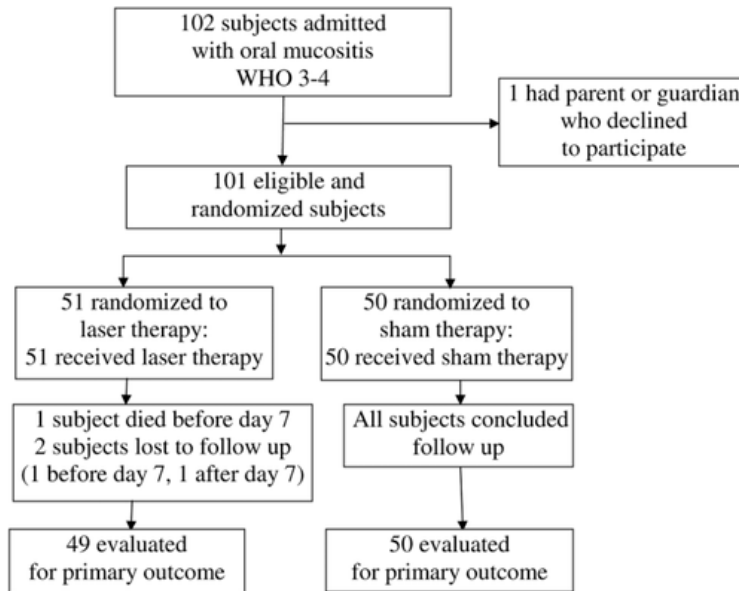 102 subjects admitted
with oral mucositis
WHO 3-4
1 had parent or guardian
who declined
to participate
101 eligible and
randomized subjects
51 randomized to
laser therapy:
51 received laser therapy
50 randomized to
sham therapy:
50 received sham therapy
1 subject died before day 7
2 subjects lost to follow up
(1 before day 7, 1 after day 7)
All subjects concluded
follow up
49 evaluated
for primary outcome
50 evaluated
for primary outcome